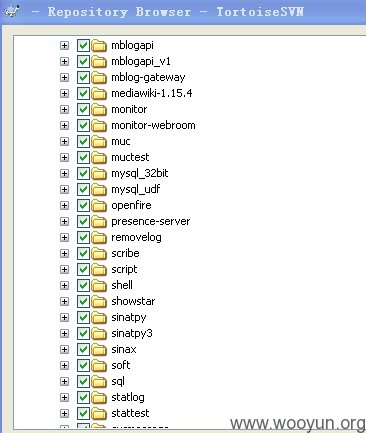 - Repository Browser - TortoiseSVN
mblogapi
mblogapi_v1
mblog-gateway
mediawiki-1.15.4
monitor
monitor-webroom
muc
muctest
mysql_32bit
mysql_udf
openfire
presence-server
removelog
scribe
script
shell
showstar
sinatpy
sinatpy3
sinax
soft
sql
statlog
stattest
www.wooyun.org